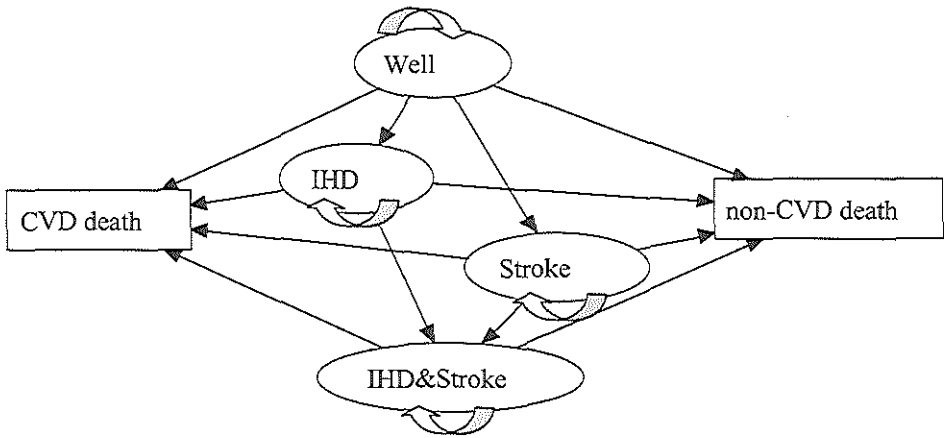 Well
IHD
CVD death
non-CVD death
Stroke
IHD&Stroke